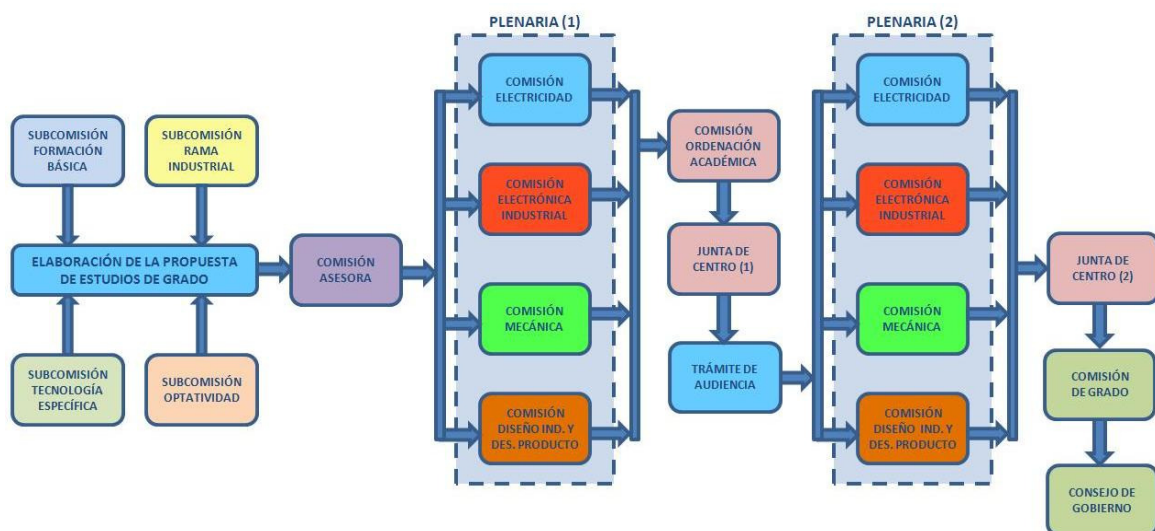 PLENARIA (1)
PLENARIA (2)
SUBCOMISIÓN
FORMACIÓN
BÁSICA
SUBCOMISIÓN
RAMA
INDUSTRIAL
ELABORACIÓN DE LA PROPUESTA
DE ESTUDIOS DE GRADO
SUBCOMISIÓN
TECNOLOGÍA
ESPECÍFICA
SUBCOMISIÓN
OPTATIVIDAD
COMISIÓN
ASESORA
COMISIÓN
ELECTRICIDAD
COMISIÓN
ELECTRÓNICA
INDUSTRIAL
COMISIÓN
MECÁNICA
COMISIÓN
DISEÑO IND. Y
DES. PRODUCTO
COMISIÓN
ORDENACIÓN
ACADÉMICA
JUNTA DE
CENTRO (1)
TRÁMITE DE
AUDIENCIA
COMISIÓN
ELECTRICIDAD
COMISIÓN
ELECTRÓNICA
INDUSTRIAL
COMISIÓN
MECÁNICA
COMISIÓN
DISEÑO IND. Y
DES. PRODUCTO
JUNTA DE
CENTRO (2)
COMISIÓN
DE GRADO
CONSEJO DE
GOBIERNO